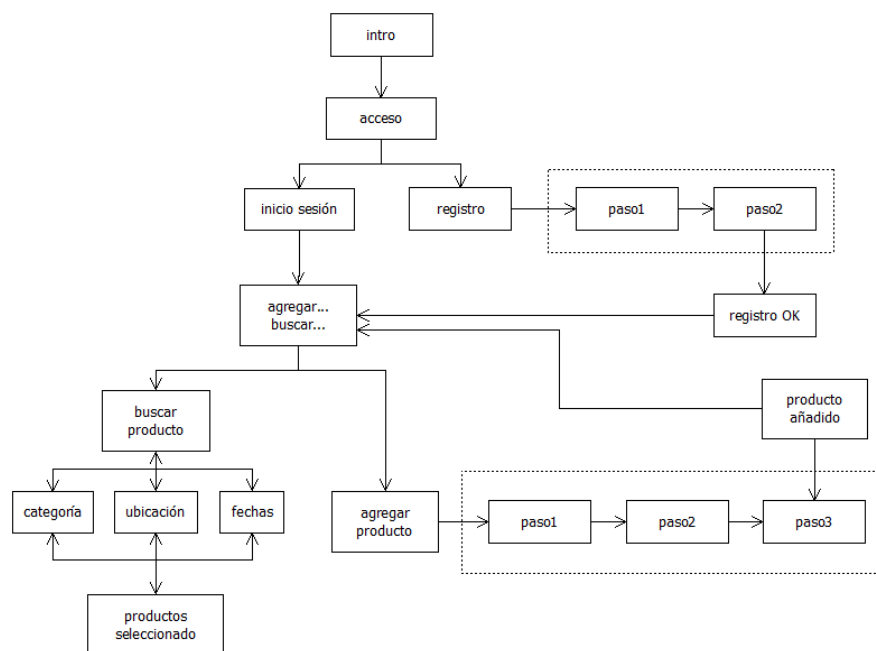 intro
acceso
inicio sesión
registro
paso1
paso2
agregar...
buscar...
registro OK
buscar
producto
producto
añadido
categoría
ubicación
fechas
agregar
producto
paso1
paso2
paso3
productos
seleccionado